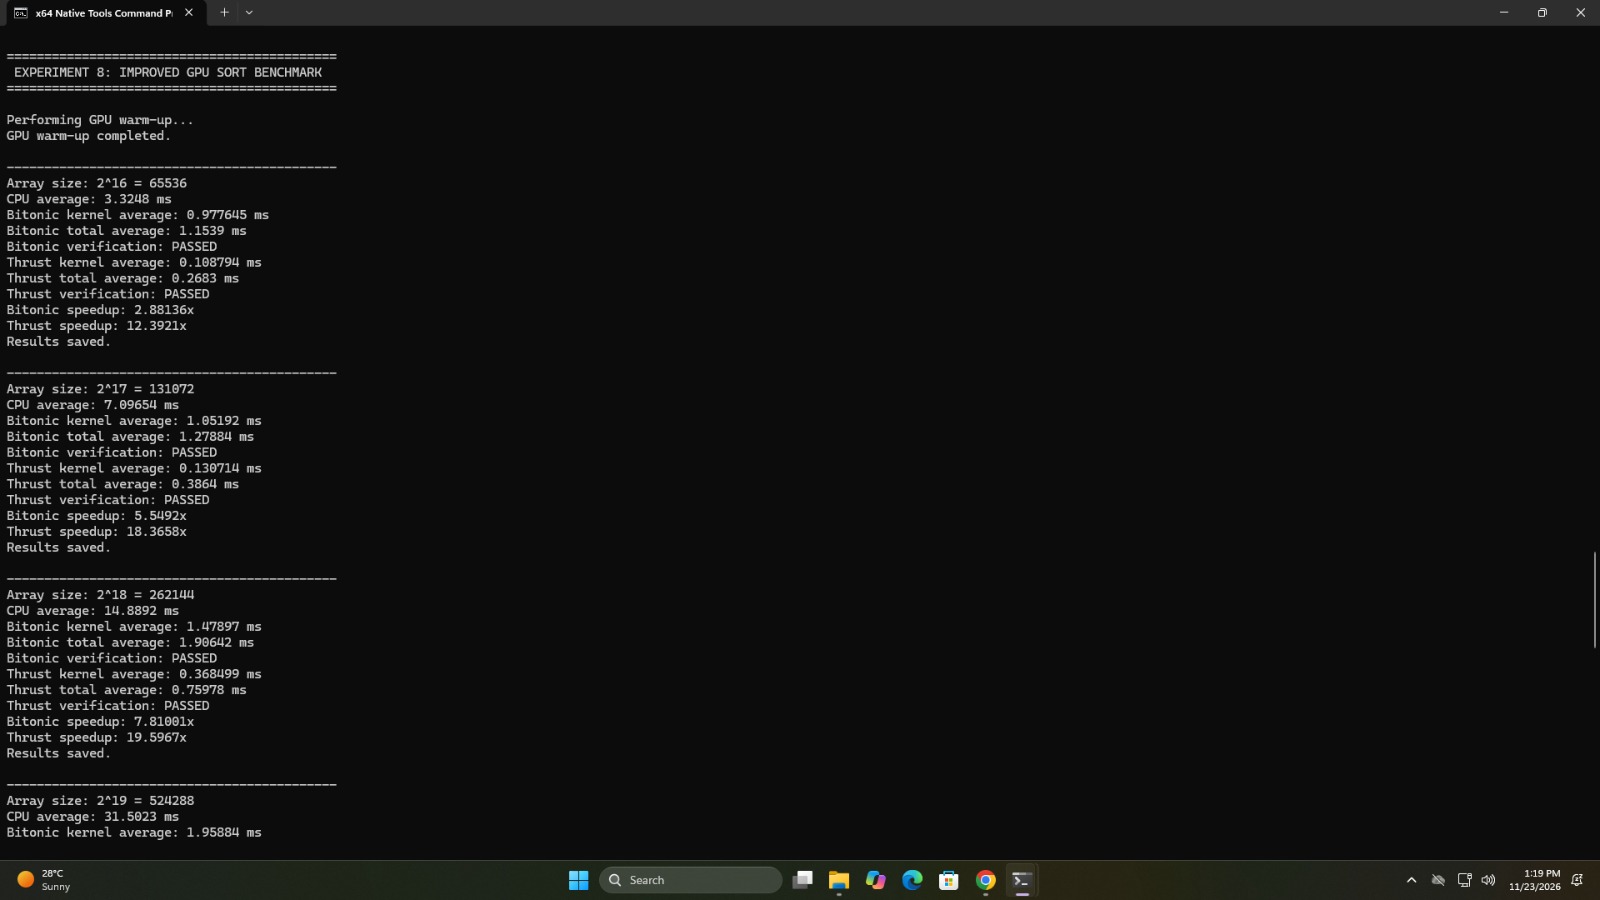 x64 Native Tools Command P
==========================================
EXPERIMENT 8: IMPROVED GPU SORT BENCHMARK
==========================================
Performing GPU warm-up...
GPU warm-up completed.
--------------------------------------------
Array size: 2^16 = 65536
CPU average: 3.3248 ms
Bitonic kernel average: 0.977645 ms
Bitonic total average: 1.1539 ms
Bitonic verification: PASSED
Thrust kernel average: 0.108794 ms
Thrust total average: 0.2683 ms
Thrust verification: PASSED
Bitonic speedup: 2.88136x
Thrust speedup: 12.3921x
Results saved.
--------------------------------------------
Array size: 2^17 = 131072
CPU average: 7.09654 ms
Bitonic kernel average: 1.05192 ms
Bitonic total average: 1.27884 ms
Bitonic verification: PASSED
Thrust kernel average: 0.130714 ms
Thrust total average: 0.3864 ms
Thrust verification: PASSED
Bitonic speedup: 5.5492x
Thrust speedup: 18.3658x
Results saved.
--------------------------------------------
Array size: 2^18 = 262144
CPU average: 14.8892 ms
Bitonic kernel average: 1.47897 ms
Bitonic total average: 1.90642 ms
Bitonic verification: PASSED
Thrust kernel average: 0.368499 ms
Thrust total average: 0.75978 ms
Thrust verification: PASSED
Bitonic speedup: 7.81001x
Thrust speedup: 19.5967x
Results saved.
--------------------------------------------
Array size: 2^19 = 524288
CPU average: 31.5023 ms
Bitonic kernel average: 1.95884 ms
28°C
Sunny
Search
1:19 PM
11/23/2026